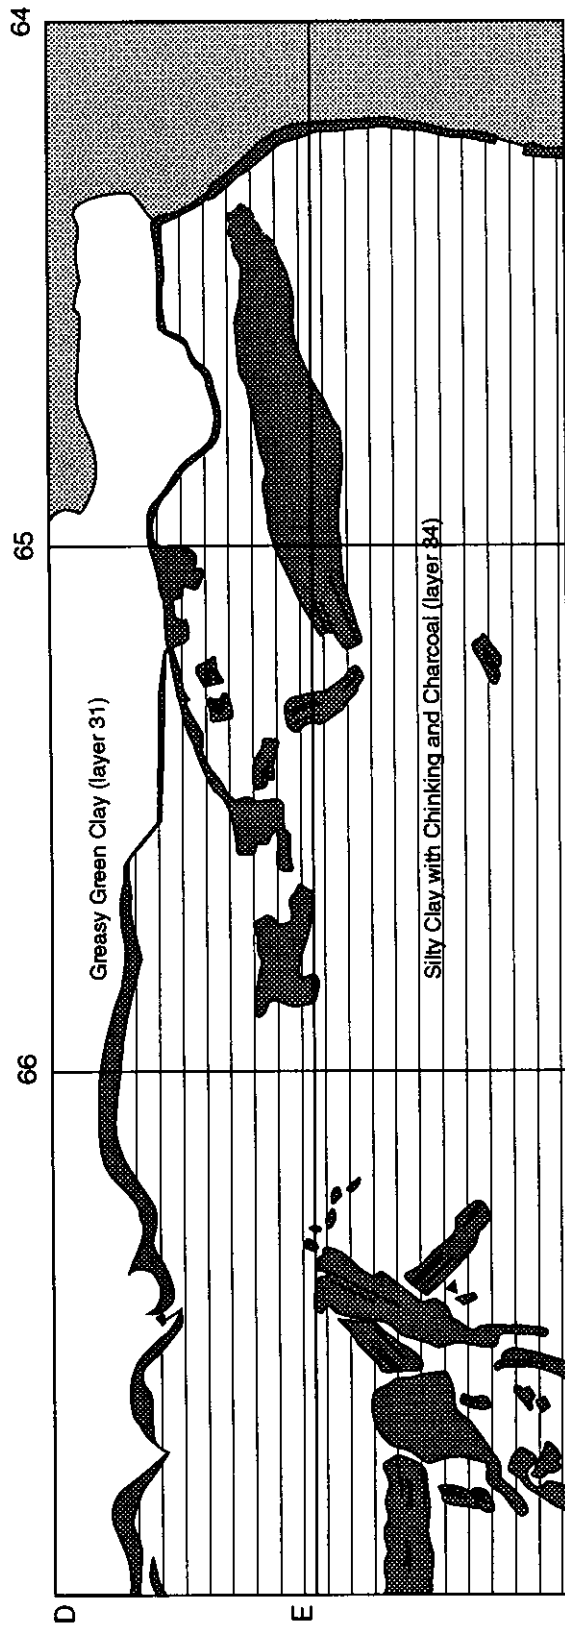 64
65
66
D
E
Greasy Green Clay (layer 31)
Silty Clay with Chinking and Charcoal (layer 34)